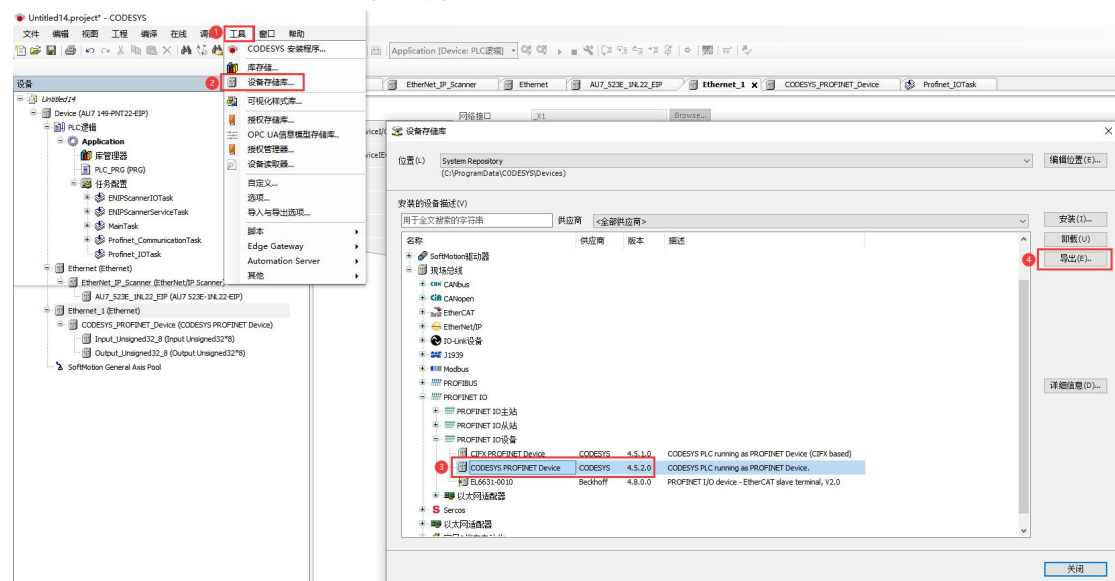 Untitled14.project* - CODESYS
文件 编辑 视图 工程 编译 在线 调试 工具 窗口 帮助
1
CODESYS 安装程序...
库存储...
2 设备存储库...
可视化样式库...
授权存储库...
OPC UA信息模型存储库..
授权管理器...
设备读取器...
自定义...
选项...
导入与导出选项...
脚本
Edge Gateway
Automation Server
其他
Application [Device: PLC逻辑]
设备
Untitled14
Device (AU7 149-PNT22-EIP)
PLC逻辑
Application
库管理器
PLC_PRG (PRG)
任务配置
ENIPScannerIOTask
ENIPScannerServiceTask
MainTask
Profinet_CommunicationTask
Profinet_IOTask
Ethernet (Ethernet)
EtherNet_IP_Scanner (EtherNet/IP Scanner)
AU7_523E_1NL22_EIP (AU7 523E-1NL22-EIP)
Ethernet_1 (Ethernet)
CODESYS_PROFINET_Device (CODESYS PROFINET Device)
Input_Unsigned32_8 (Input Unsigned32*8)
Output_Unsigned32_8 (Output Unsigned32*8)
SoftMotion General Axis Pool
EtherNet_IP_Scanner Ethernet AU7_523E_1NL22_EIP Ethernet_1 CODESYS_PROFINET_Device Profinet_IOTask
网络接口 _X1 Browse...
设备存储库
位置(L) System Repository 编辑位置(E)...
(C:\ProgramData\CODESYS\Devices)
安装的设备描述(V)
用于全文搜索的字符串 供应商 <全部供应商> 安装(I)...
名称 供应商 版本 描述 卸载(U)
SoftMotion驱动器
4 导出(E)...
现场总线
CANbus
CANopen
EtherCAT
EtherNet/IP
IO-Link设备
J1939
Modbus
PROFIBUS
详细信息(D)...
PROFINET IO
PROFINET IO主站
PROFINET IO从站
PROFINET IO设备
CIFX PROFINET Device CODESYS 4.5.1.0 CODESYS PLC running as PROFINET Device (CIFX based)
3 CODESYS PROFINET Device CODESYS 4.5.2.0 CODESYS PLC running as PROFINET Device.
EL6631-0010 Beckhoff 4.8.0.0 PROFINET I/O device - EtherCAT slave terminal, V2.0
以太网适配器
Sercos
以太网适配器
关闭